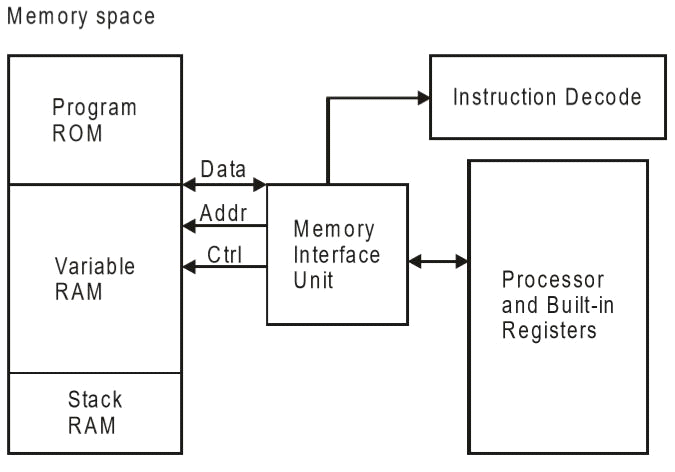 Memory space
Program
ROM
Instruction Decode
Data
Addr
Ctrl
Memory
Interface
Unit
Variable
RAM
Processor
and Built-in
Registers
Stack
RAM